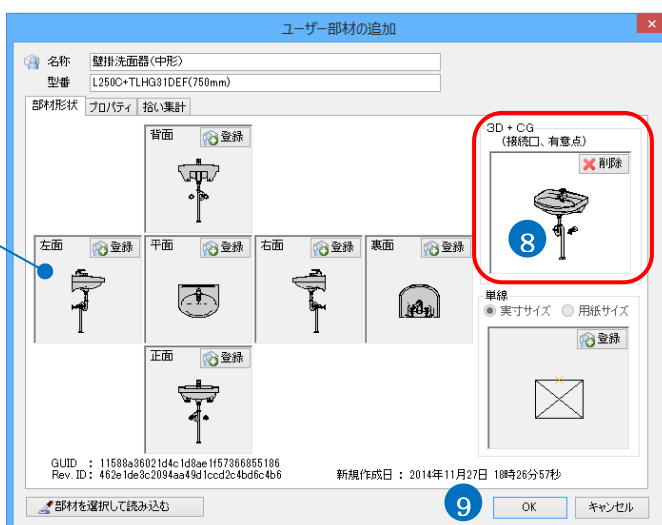 ユーザー部材の追加
名称 壁掛洗面器(中形)
型番 L250C+TLHG31DEF(750mm)
部材形状 プロパティ 拾い集計
背面 登録
3D + CG
(接続口、有意点)
削除
8
左面 登録 平面 登録 右面 登録 裏面 登録
単線
実寸サイズ 用紙サイズ
登録
正面 登録
GUID : 11588a36021d4c1d8ae1f57366855186
Rev. ID: 462e1de3c2094aa49d1ccd2c4bd6c4b6
新規作成日 : 2014年11月27日 18時26分57秒
部材を選択して読み込む
9
OK キャンセル